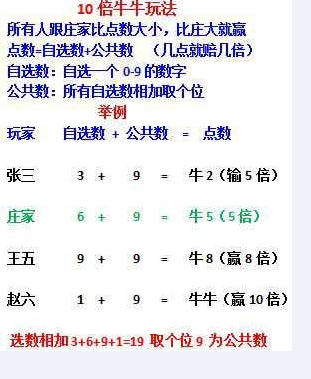 10 倍牛牛玩法
所有人跟庄家比点数大小，比庄大就赢
点数=自选数+公共数 （几点就赔几倍）
自选数：自选一个 0-9 的数字
公共数：所有自选数相加取个位
举例
玩家 自选数 + 公共数 = 点数
张三 3 + 9 = 牛 2（输 5 倍）
庄家 6 + 9 = 牛 5（ 5 倍）
王五 9 + 9 = 牛 8（赢 8 倍）
赵六 1 + 9 = 牛牛（赢 10 倍）
选数相加 3+6+9+1=19 取个位 9 为公共数